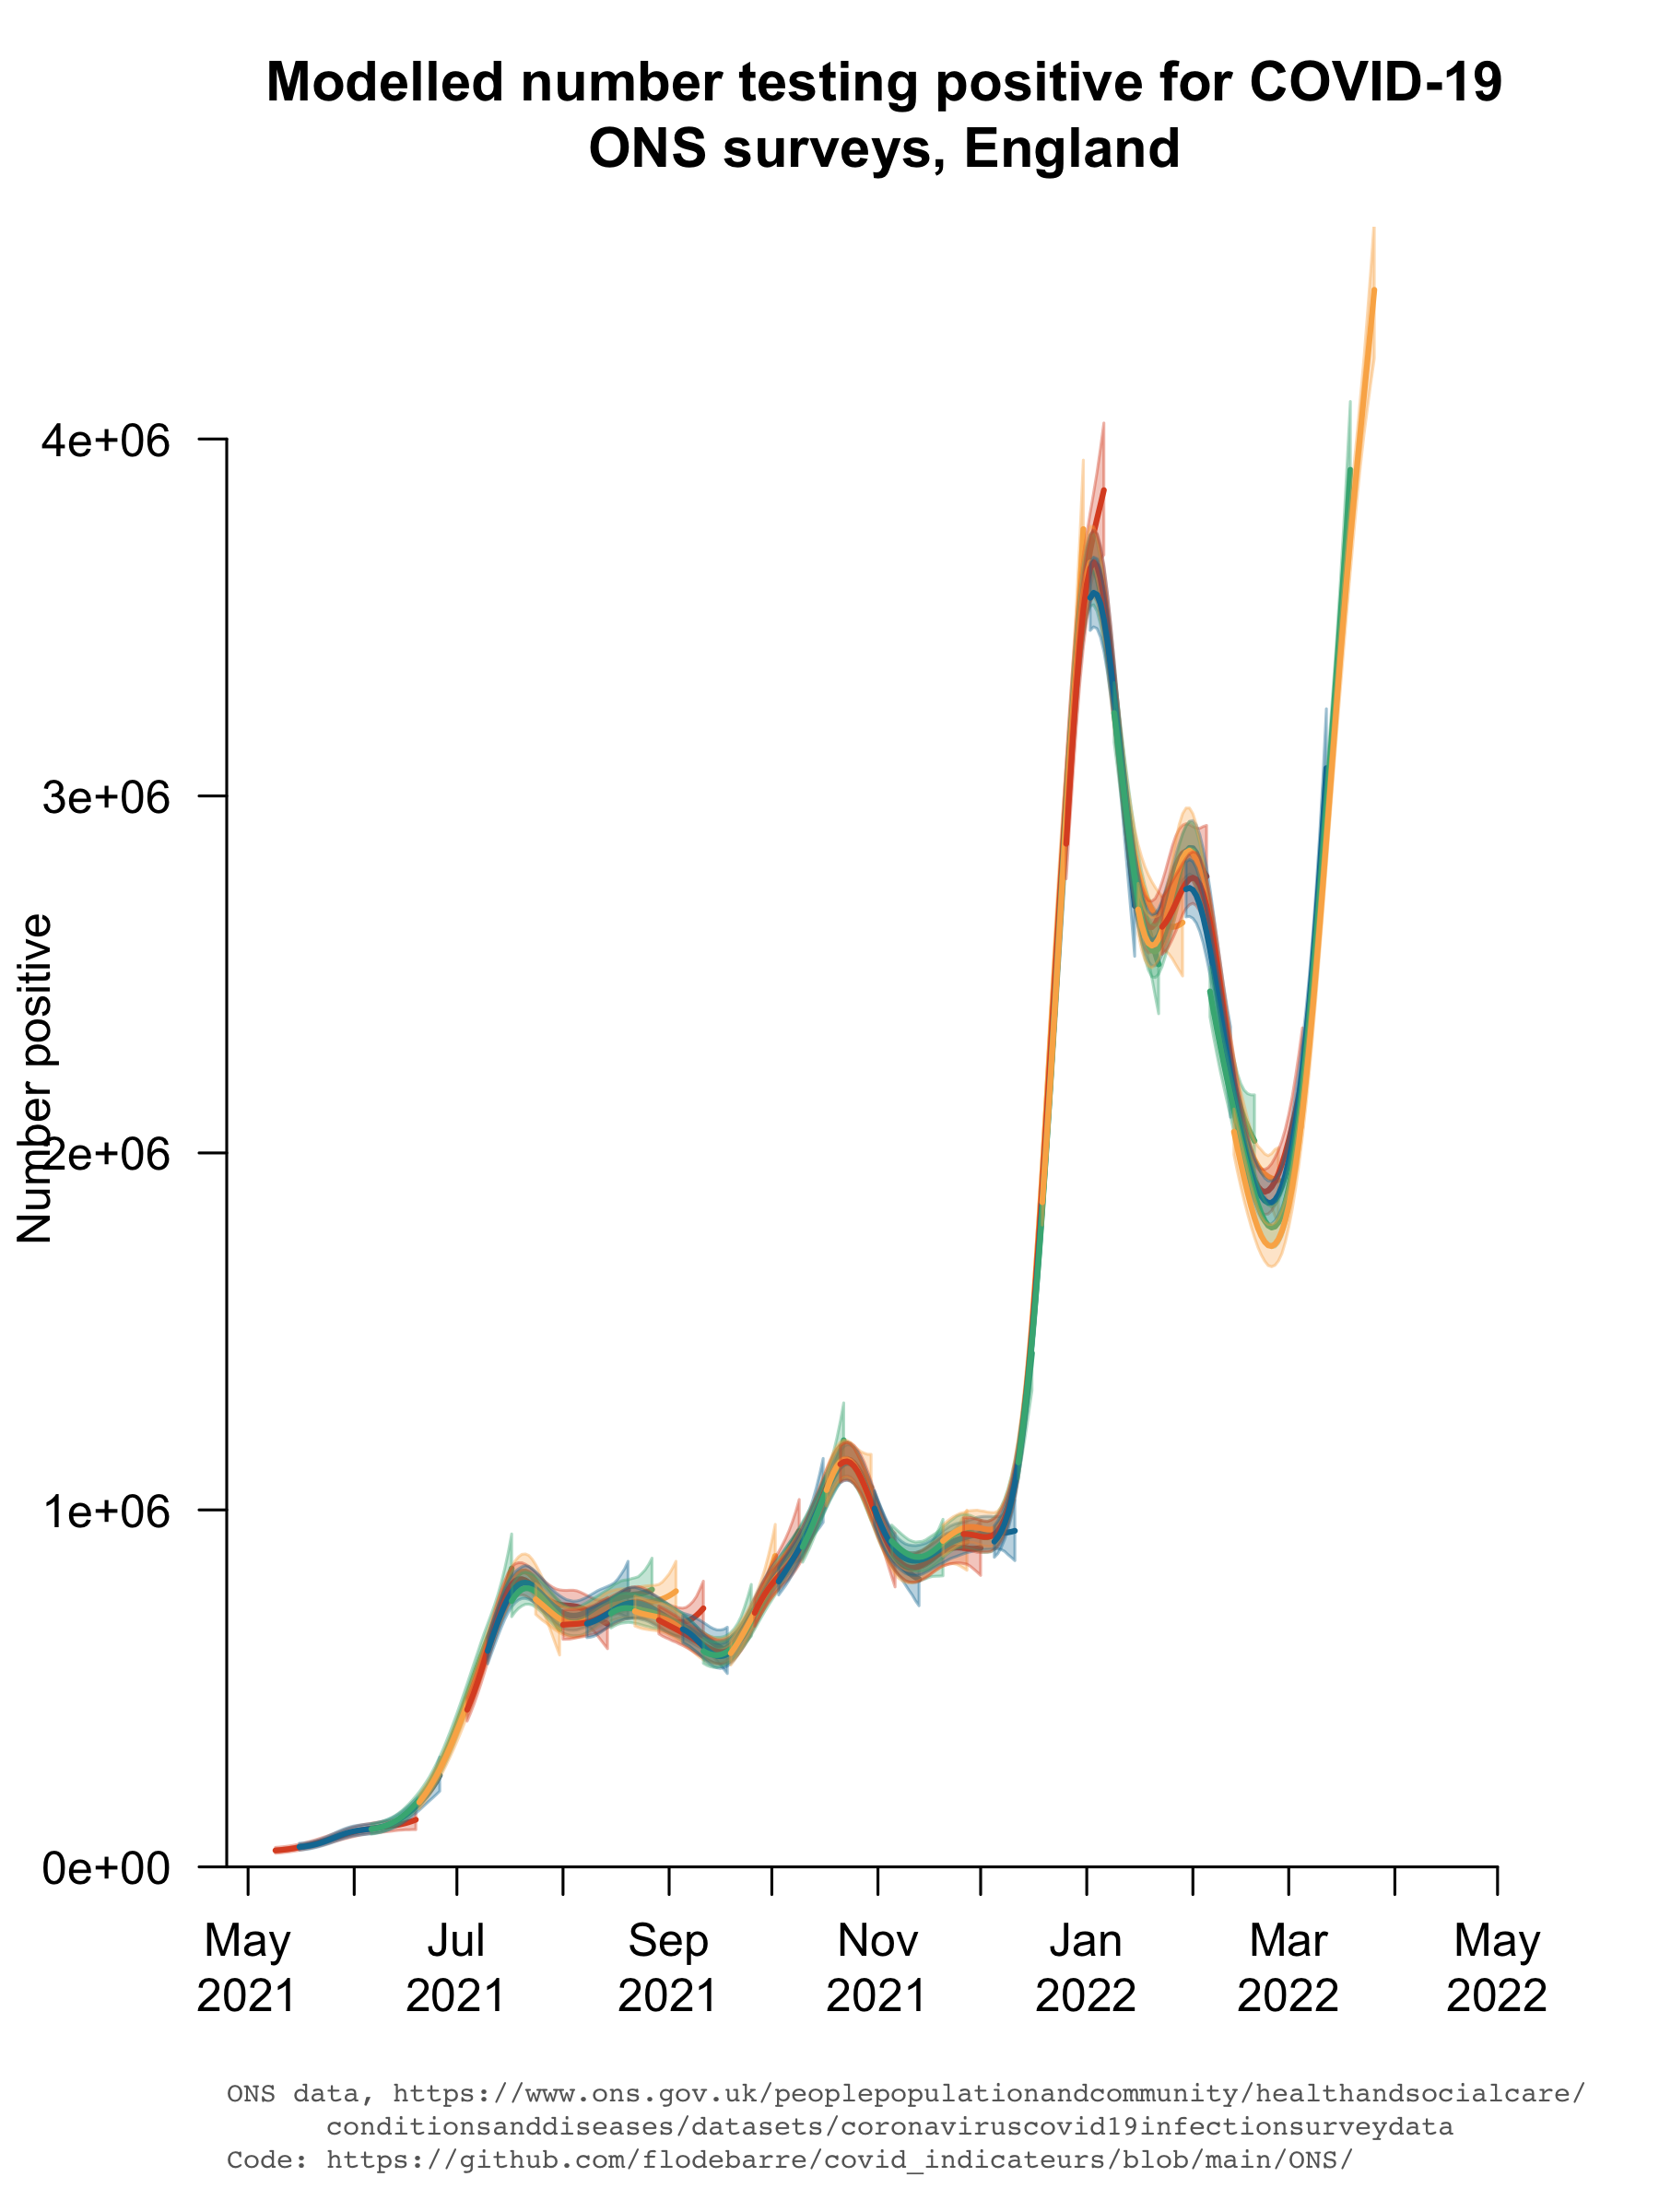 Modelled number testing positive for COVID-19
ONS surveys, England
4e+06
3e+06
2e+06
1e+06
0e+00
Number positive
May Jul Sep Nov Jan Mar May
2021 2021 2021 2021 2022 2022 2022
ONS data, https://www.ons.gov.uk/peoplepopulationandcommunity/healthandsocialcare/
conditionsanddiseases/datasets/coronaviruscovid19infectionsurveydata
Code: https://github.com/flodebarre/covid_indicateurs/blob/main/ONS/